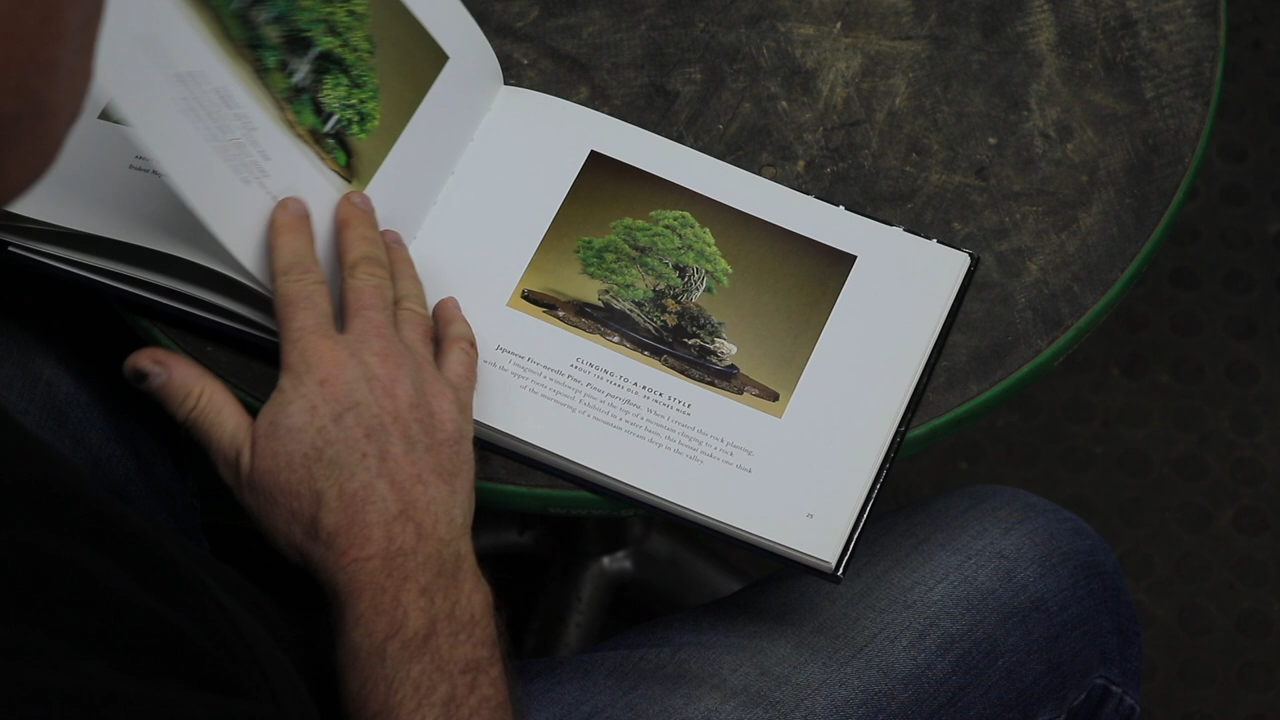 ABOU
Student Ma
CLINGING-TO-A-ROCK STYLE
ABOUT 150 YEARS OLD, 30 INCHES HIGH
Japanese Five-needle Pine, Pinus parviflora. When I created this rock planting,
I imagined a windswept pine at the top of a mountain clinging to a rock
with the upper roots exposed. Exhibited in a water basin, this bonsai makes one think
of the murmuring of a mountain stream deep in the valley.
25